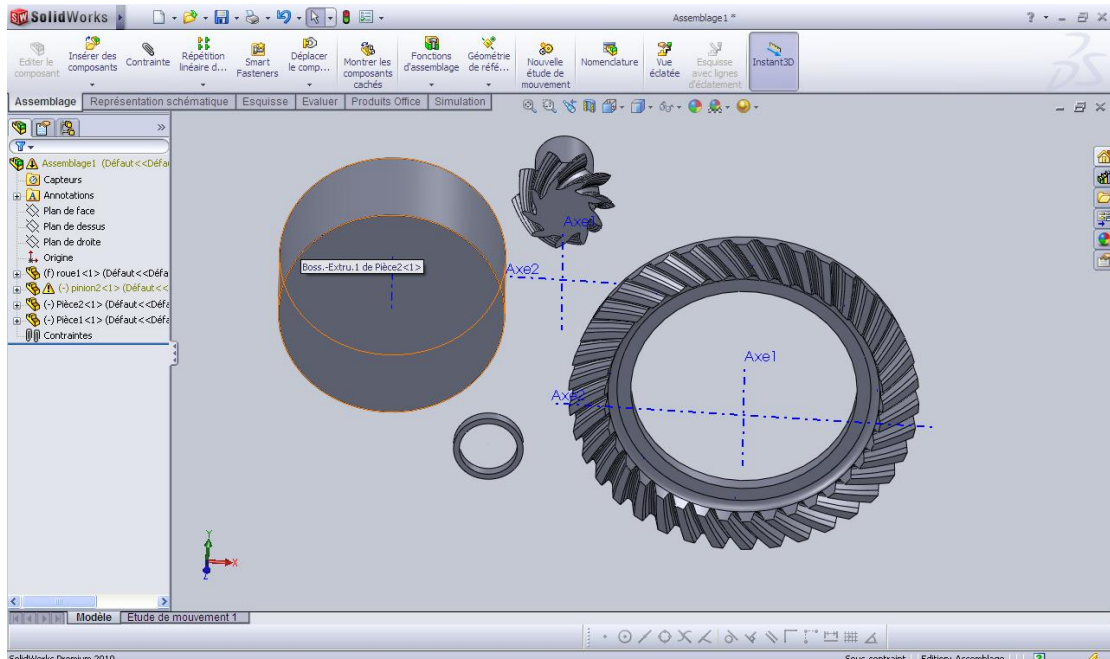 SolidWorks
Assemblage1 *
Editer le composant
Insérer des composants
Contrainte
Répétition linéaire d...
Smart Fasteners
Déplacer le comp...
Montrer les composants cachés
Fonctions d'assemblage
Géométrie de réfé...
Nouvelle étude de mouvement
Nomenclature
Vue éclatée
Esquisse avec lignes d'éclatement
Instant3D
Assemblage Représentation schématique Esquisse Evaluer Produits Office Simulation
Assemblage1 (Défaut<<Défa
Capteurs
Annotations
Plan de face
Plan de dessus
Plan de droite
Origine
(f) roue1<1> (Défaut<<Défa
(-) pinion2<1> (Défaut<<
(-) Pièce2<1> (Défaut<<Défa
(-) Pièce1<1> (Défaut<<Défa
Contraintes
Axe1
Axe2
Boss.-Extru.1 de Pièce2<1>
Axe1
Axe2
Y
X
Z
Modèle Etude de mouvement 1
SolidWorks Premium 2010 Sous-contraint Edition: Assemblage